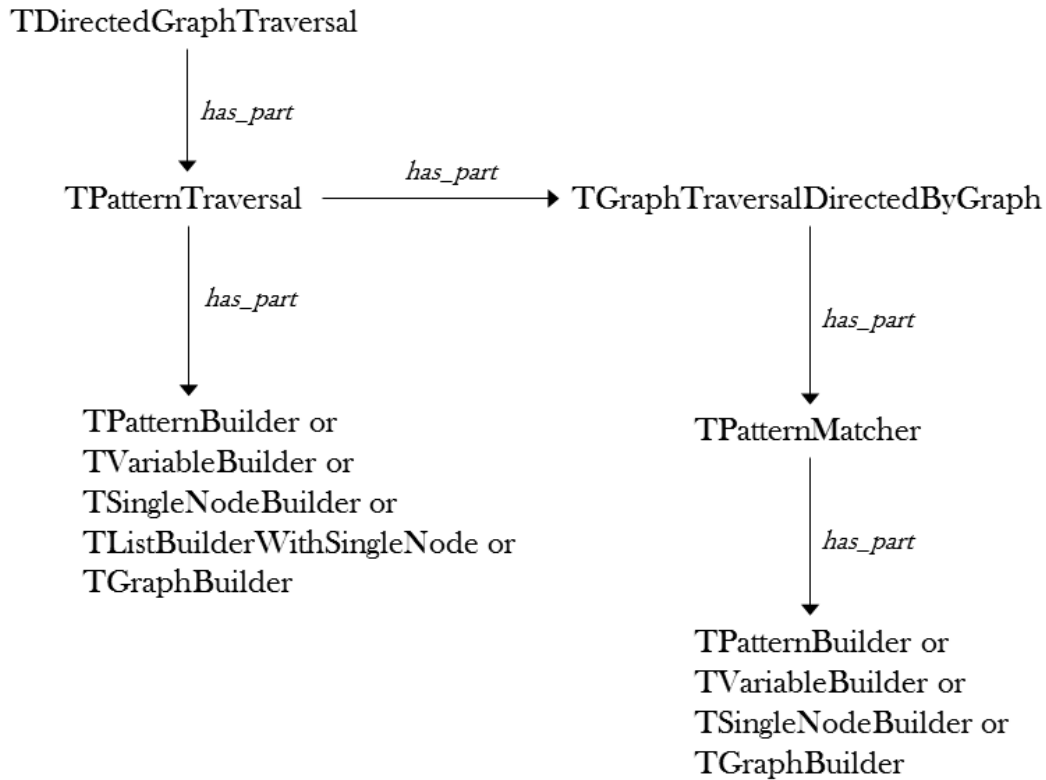 TDirectedGraphTraversal
has_part
has_part
TPatternTraversal
TGraphTraversalDirectedByGraph
has_part
has_part
TPatternBuilder or
TVariableBuilder or
TSingleNodeBuilder or
TListBuilderWithSingleNode or
TGraphBuilder
TPatternMatcher
has_part
TPatternBuilder or
TVariableBuilder or
TSingleNodeBuilder or
TGraphBuilder